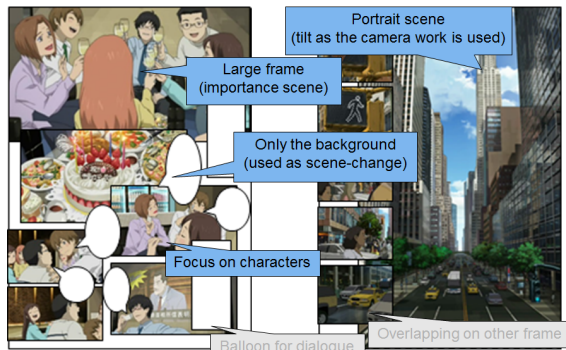 Portrait scene
(tilt as the camera work is used)
Large frame
(importance scene)
Only the background
(used as scene-change)
Focus on characters
Balloon for dialogue
Overlapping on other frame